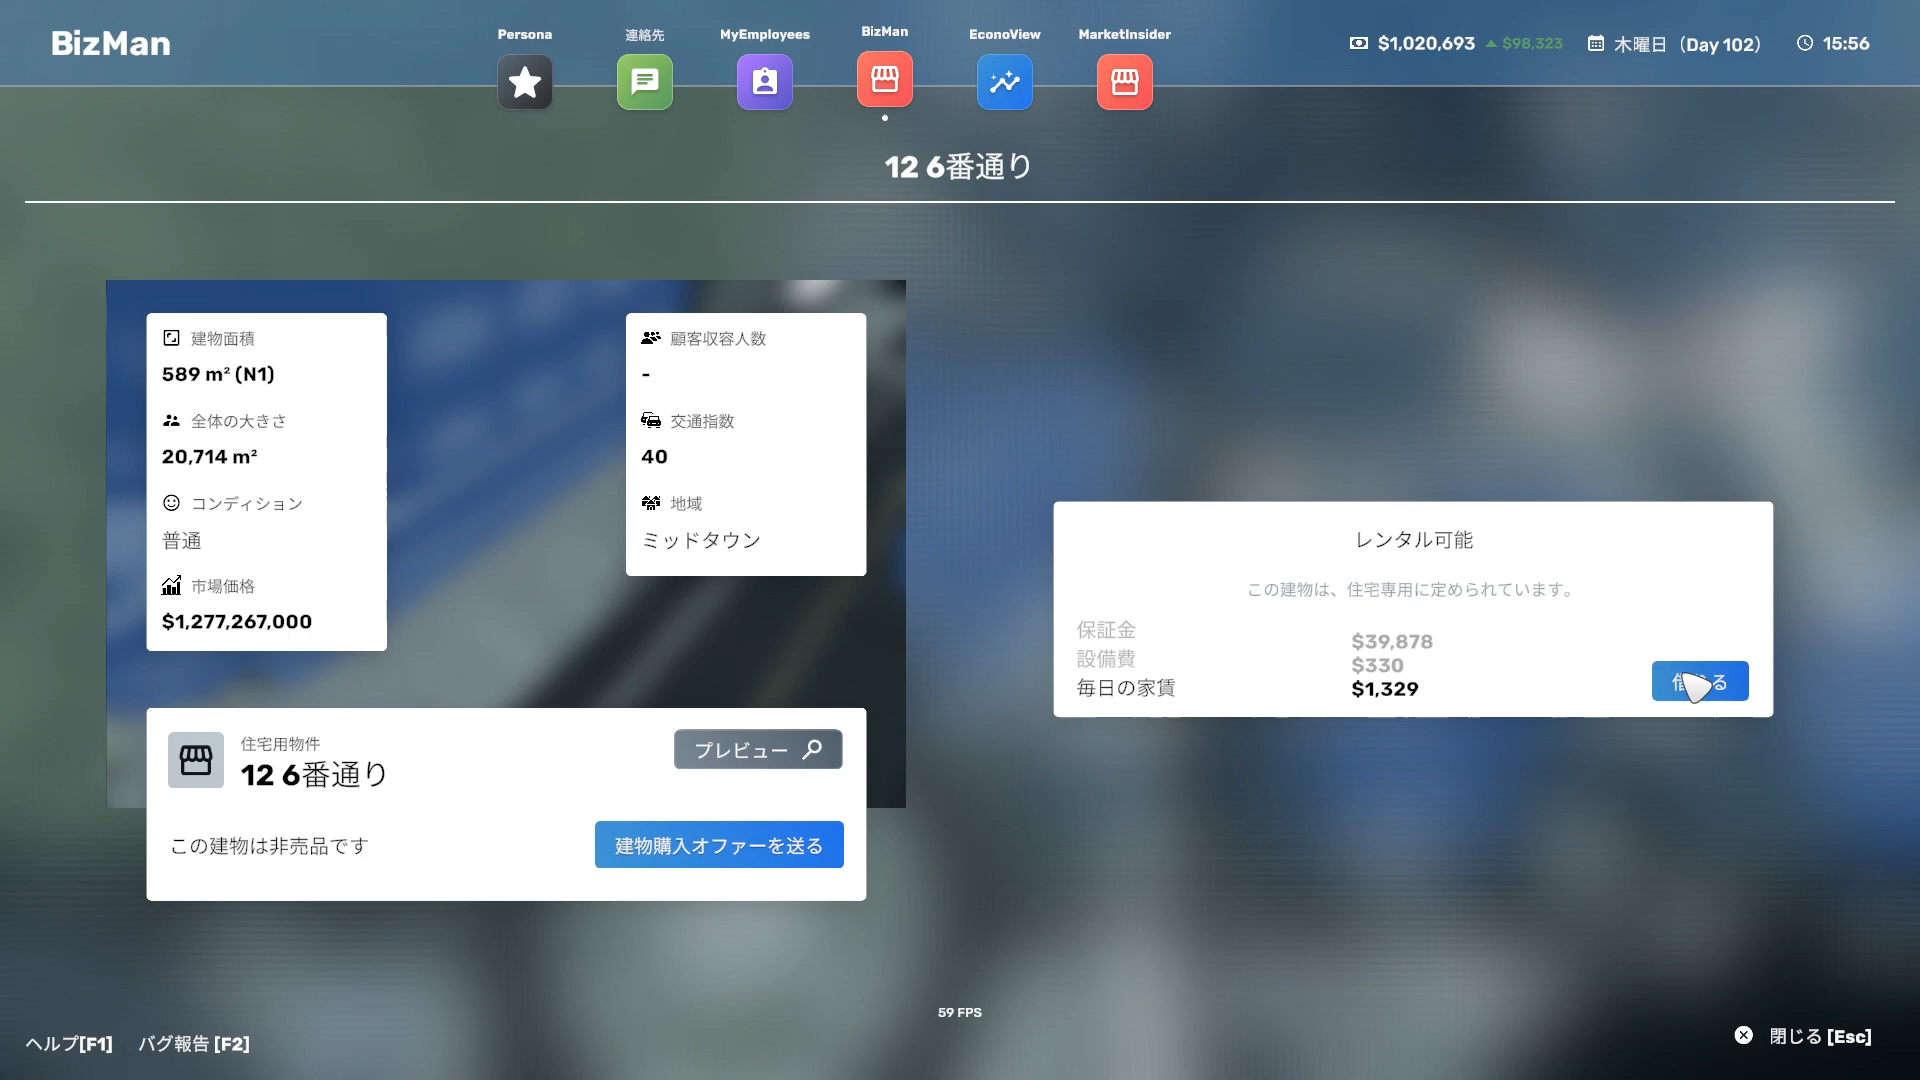 BizMan
Persona
連絡先
MyEmployees
BizMan
EconoView
MarketInsider
$1,020,693
$98,323
木曜日 (Day 102)
15:56
12 6番通り
建物面積
589 m² (N1)
全体の大きさ
20,714 m²
コンディション
普通
市場価格
$1,277,267,000
顧客収容人数
-
交通指数
40
地域
ミッドタウン
住宅用物件
12 6番通り
プレビュー
この建物は非売品です
建物購入オファーを送る
レンタル可能
この建物は、住宅専用に定められています。
保証金 $39,878
設備費 $330
毎日の家賃 $1,329
借りる
59 FPS
ヘルプ[F1]
バグ報告 [F2]
閉じる [Esc]